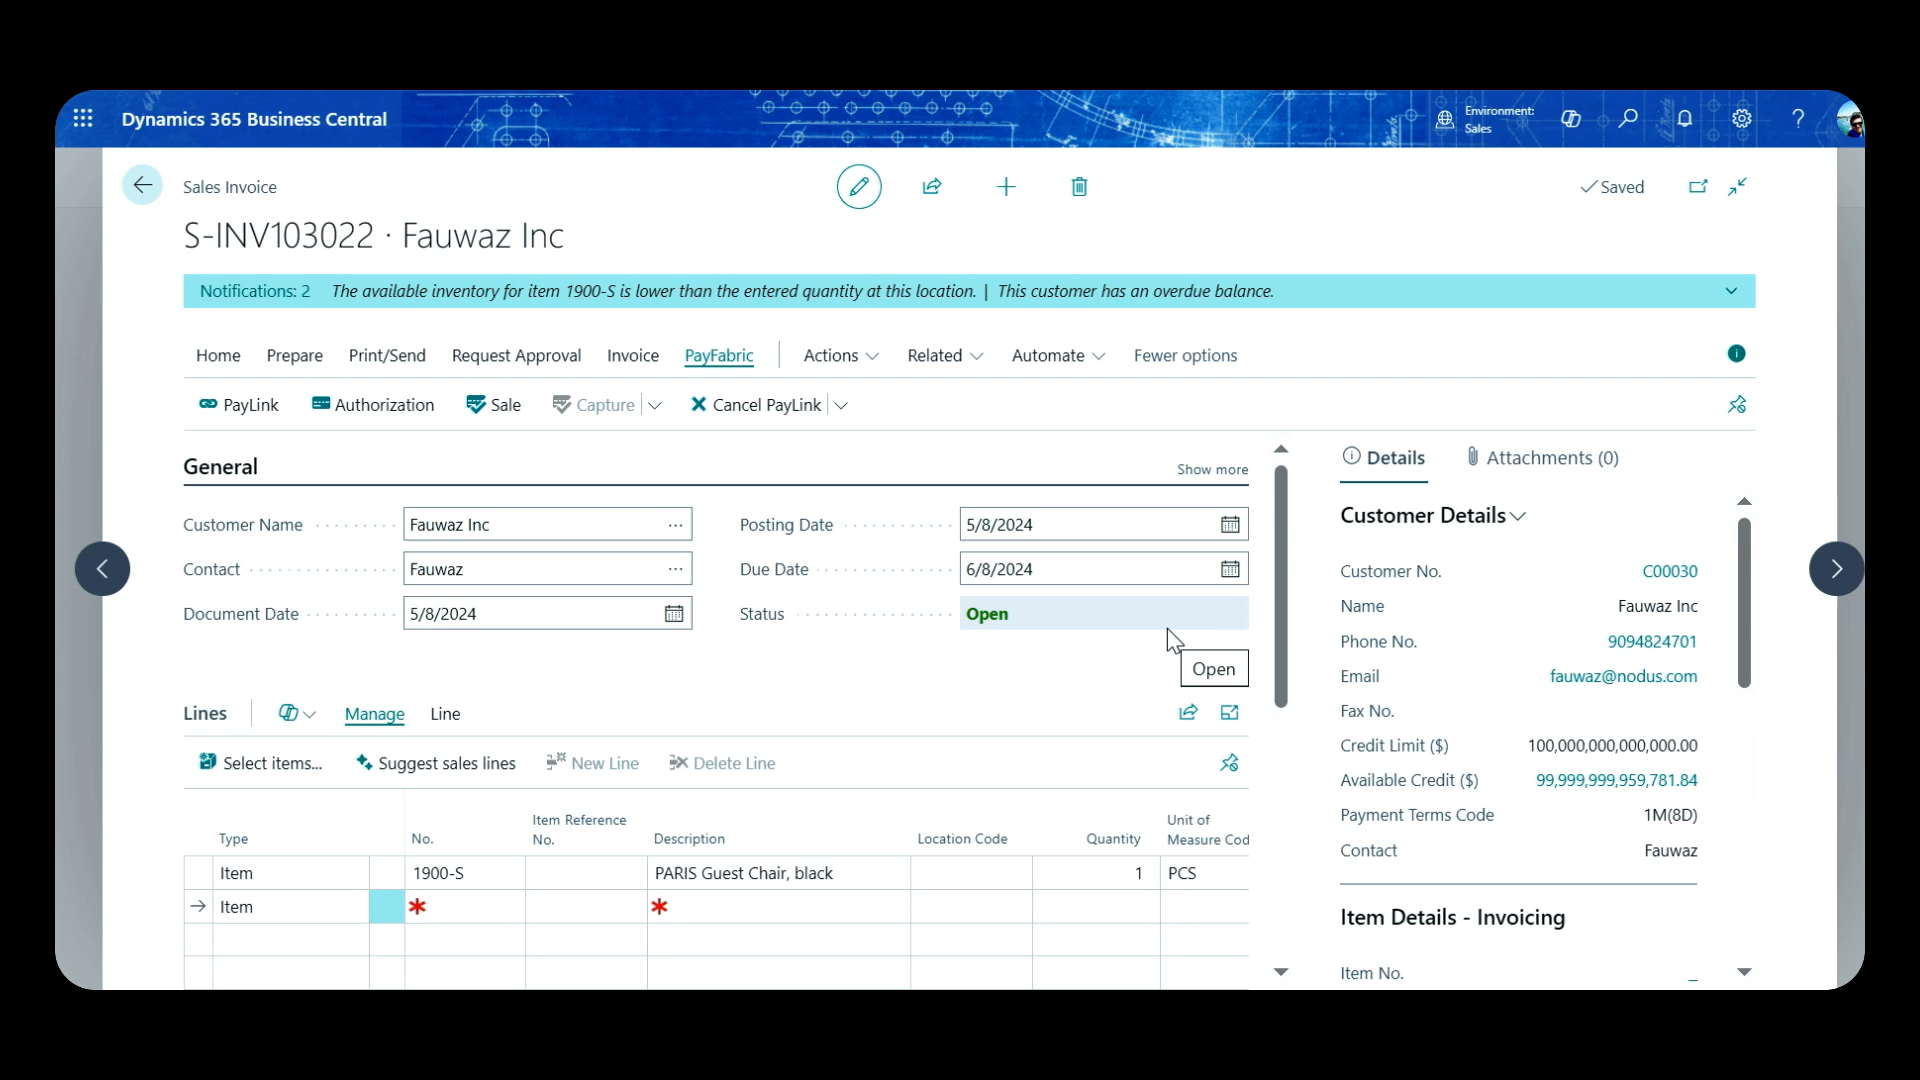 Dynamics 365 Business Central
Environment:
Sales
?
Sales Invoice
Saved
S-INV103022 · Fauwaz Inc
Notifications: 2 The available inventory for item 1900-S is lower than the entered quantity at this location. | This customer has an overdue balance.
Home Prepare Print/Send Request Approval Invoice PayFabric Actions Related Automate Fewer options
PayLink Authorization Sale Capture Cancel PayLink
General Show more
Customer Name Fauwaz Inc ... Posting Date 5/8/2024
Contact Fauwaz ... Due Date 6/8/2024
Document Date 5/8/2024 Status Open
Open
Lines Manage Line
Select items... Suggest sales lines New Line Delete Line
Type No. Item Reference No. Description Location Code Quantity Unit of Measure Cod
Item 1900-S PARIS Guest Chair, black 1 PCS
Item * *
Details Attachments (0)
Customer Details
Customer No. C00030
Name Fauwaz Inc
Phone No. 9094824701
Email fauwaz@nodus.com
Fax No.
Credit Limit ($) 100,000,000,000,000.00
Available Credit ($) 99,999,999,959,781.84
Payment Terms Code 1M(8D)
Contact Fauwaz
Item Details - Invoicing
Item No. _